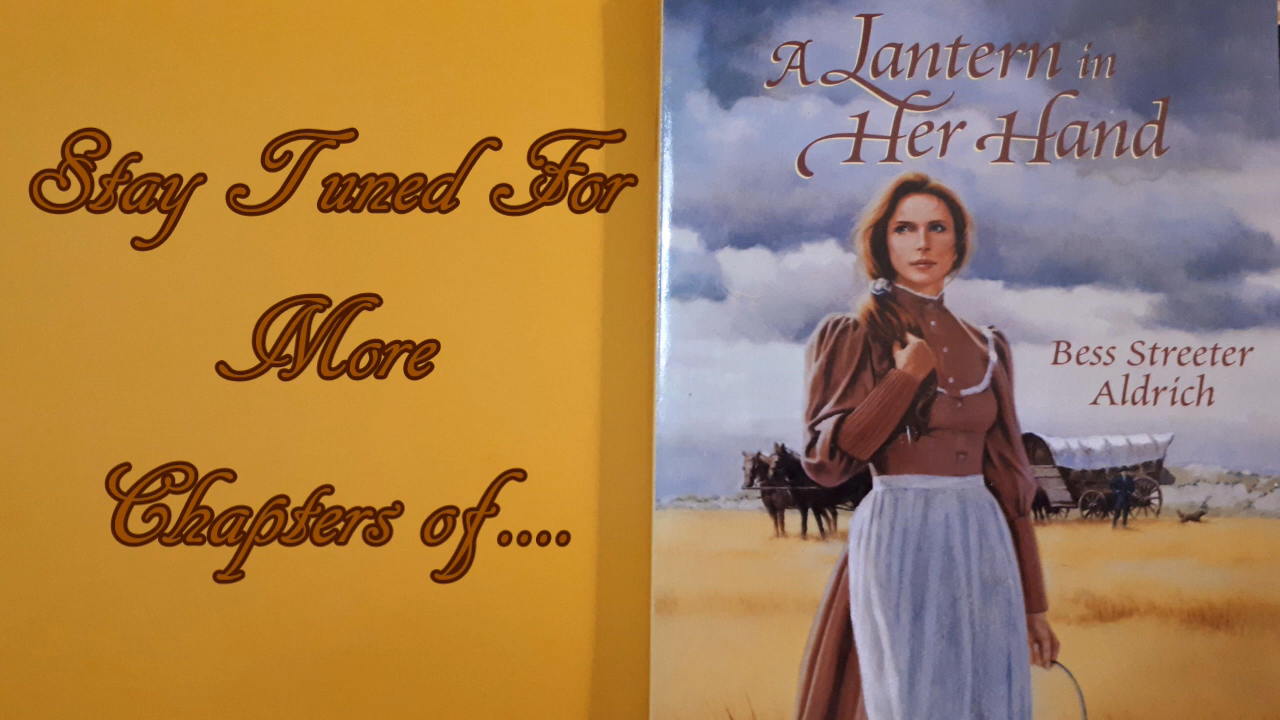 Stay Tuned For
More
Chapters of....
A Lantern in
Her Hand
Bess Streeter
Aldrich